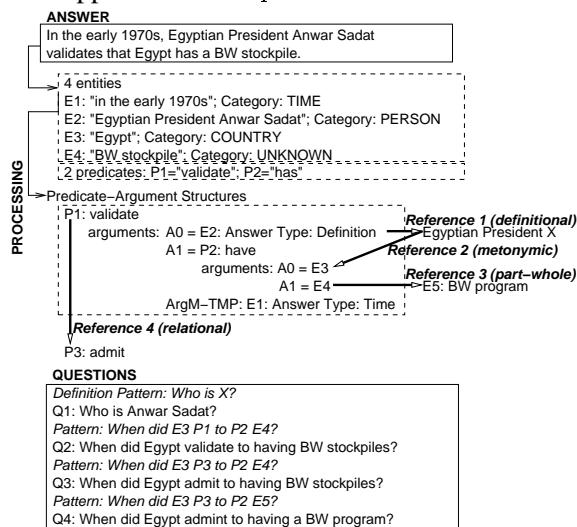 ANSWER
In the early 1970s, Egyptian President Anwar Sadat
validates that Egypt has a BW stockpile.
4 entities
E1: "in the early 1970s"; Category: TIME
E2: "Egyptian President Anwar Sadat"; Category: PERSON
E3: "Egypt"; Category: COUNTRY
E4: "BW stockpile"; Category: UNKNOWN
2 predicates: P1="validate"; P2="has"
PROCESSING
Predicate−Argument Structures
P1: validate
Reference 1 (definitional)
arguments: A0 = E2: Answer Type: Definition
Egyptian President X
A1 = P2: have
Reference 2 (metonymic)
arguments: A0 = E3
Reference 3 (part−whole)
A1 = E4
E5: BW program
ArgM−TMP: E1: Answer Type: Time
Reference 4 (relational)
P3: admit
QUESTIONS
Definition Pattern: Who is X?
Q1: Who is Anwar Sadat?
Pattern: When did E3 P1 to P2 E4?
Q2: When did Egypt validate to having BW stockpiles?
Pattern: When did E3 P3 to P2 E4?
Q3: When did Egypt admit to having BW stockpiles?
Pattern: When did E3 P3 to P2 E5?
Q4: When did Egypt admint to having a BW program?